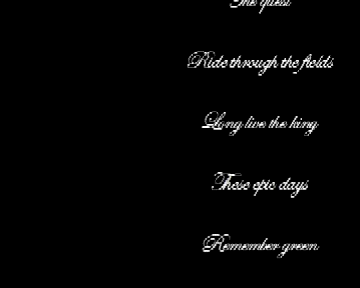 The quest
Ride through the fields
Long live the king
These epic days
Remember green